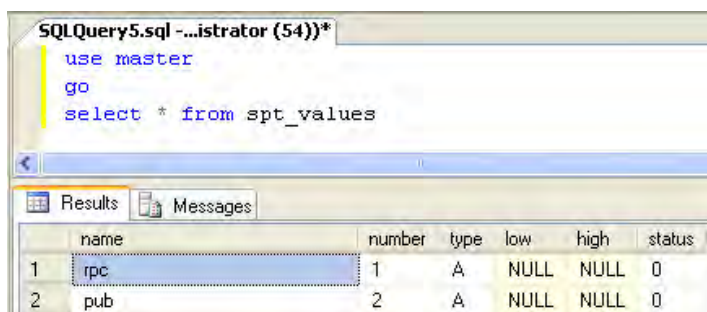 SQLQuery5.sql -...istrator (54))*
use master
go
select * from spt_values
Results Messages
name number type low high status
1 rpc 1 A NULL NULL 0
2 pub 2 A NULL NULL 0